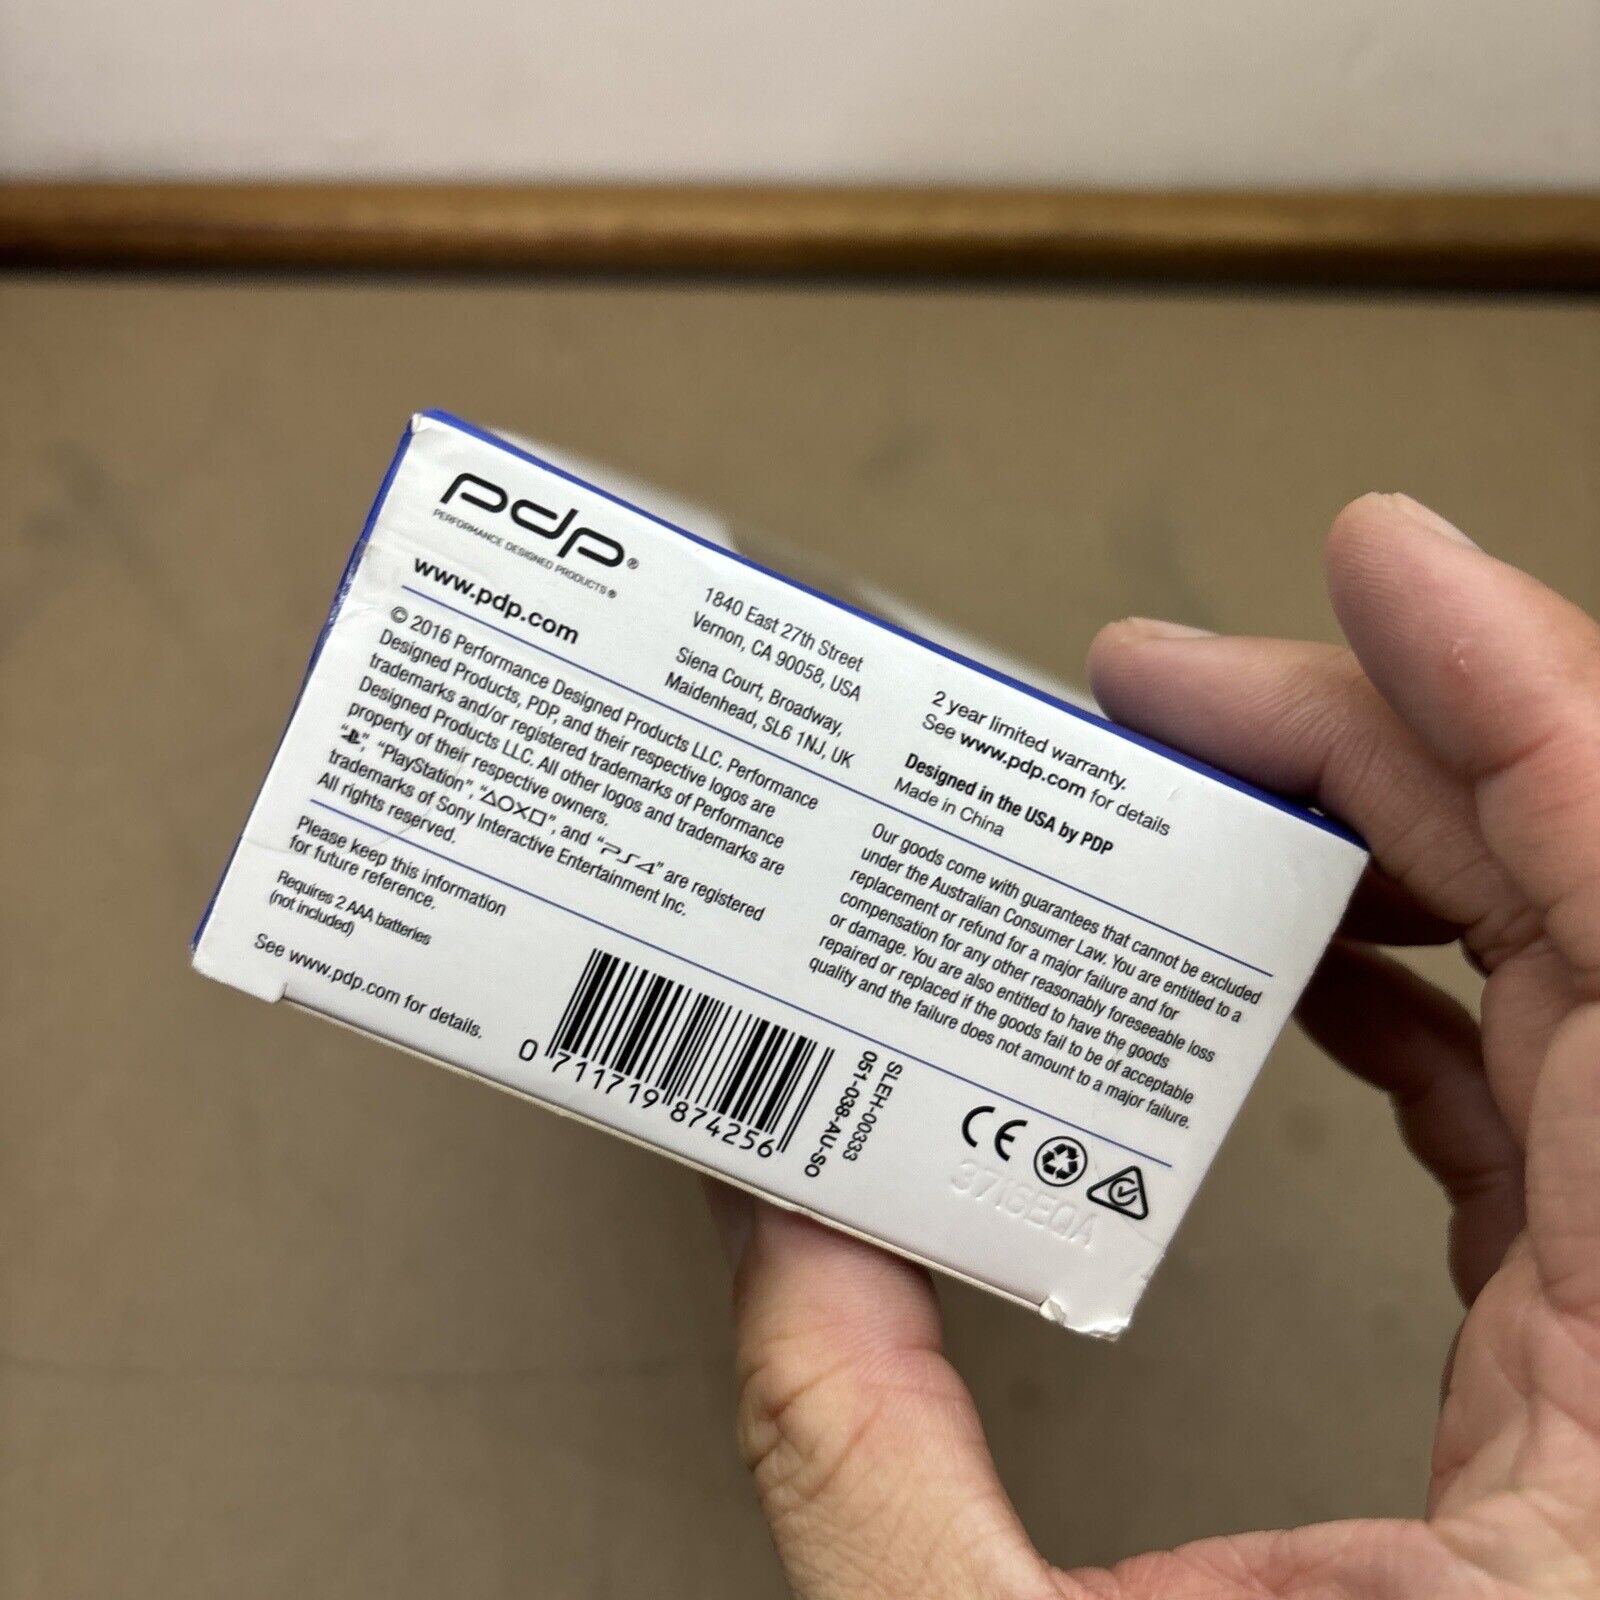 pdp®
PERFORMANCE DESIGNED PRODUCTS®
www.pdp.com
1840 East 27th Street
Vernon, CA 90058, USA
Siena Court, Broadway,
Maidenhead, SL6 1NJ, UK
2 year limited warranty.
See www.pdp.com for details
Designed in the USA by PDP
Made in China
© 2016 Performance Designed Products LLC. Performance
Designed Products, PDP, and their respective logos are
trademarks and/or registered trademarks of Performance
Designed Products LLC. All other logos and trademarks are
property of their respective owners.
"", "PlayStation", "△○✕□", and "PS4" are registered
trademarks of Sony Interactive Entertainment Inc.
All rights reserved.
Our goods come with guarantees that cannot be excluded
under the Australian Consumer Law. You are entitled to a
replacement or refund for a major failure and for
compensation for any other reasonably foreseeable loss
or damage. You are also entitled to have the goods
repaired or replaced if the goods fail to be of acceptable
quality and the failure does not amount to a major failure.
Please keep this information
for future reference.
Requires 2 AAA batteries
(not included)
See www.pdp.com for details.
0 711719 874256
SLEH-00333
051-038-AU-SO
CE
3716EQA